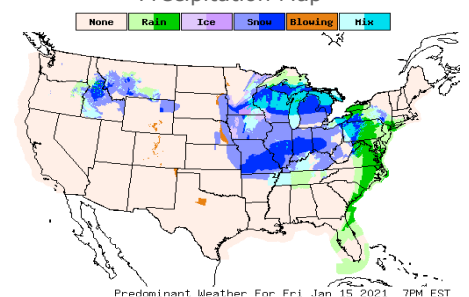 Precipitation Map
None Rain Ice Snow Blowing Mix
Predominant Weather For Fri Jan 15 2021 7PM EST